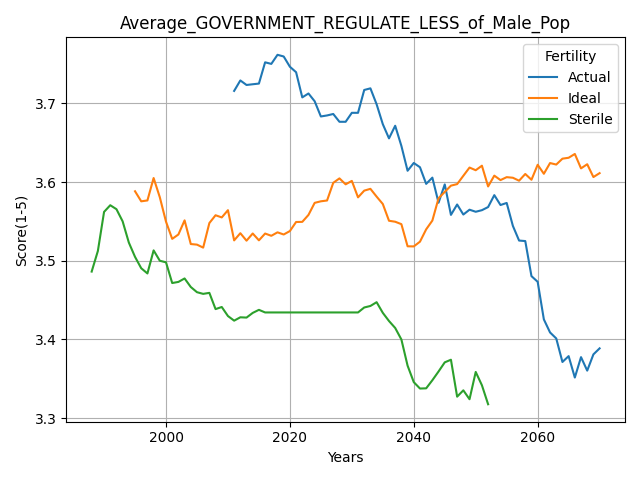 Average_GOVERNMENT_REGULATE_LESS_of_Male_Pop
Fertility
Actual
Ideal
Sterile
Score(1-5)
3.7
3.6
3.5
3.4
3.3
2000 2020 2040 2060
Years